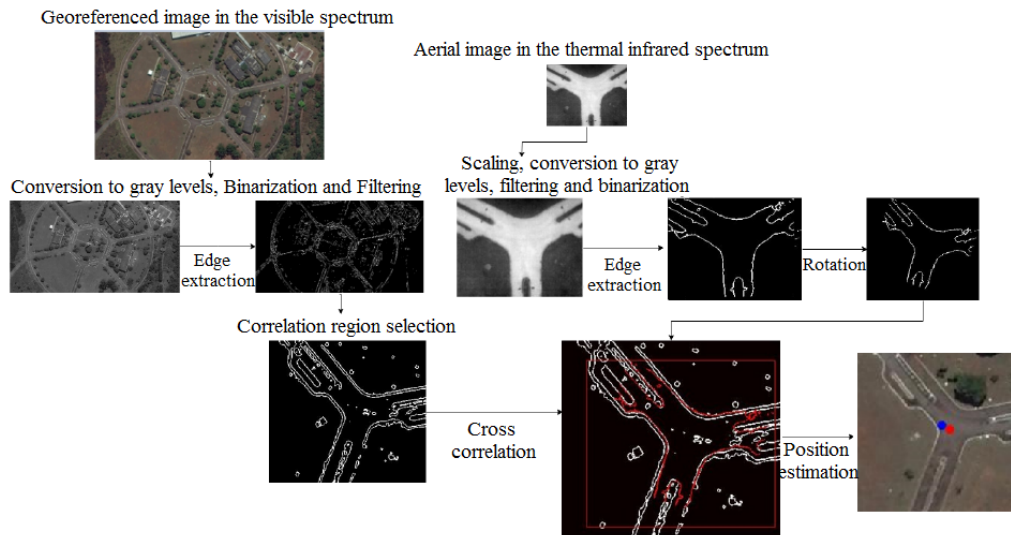 Georeferenced image in the visible spectrum
Aerial image in the thermal infrared spectrum
Conversion to gray levels, Binarization and Filtering
Scaling, conversion to gray
levels, filtering and binarization
Edge
extraction
Edge
extraction
Rotation
Correlation region selection
Cross
correlation
Position
estimation